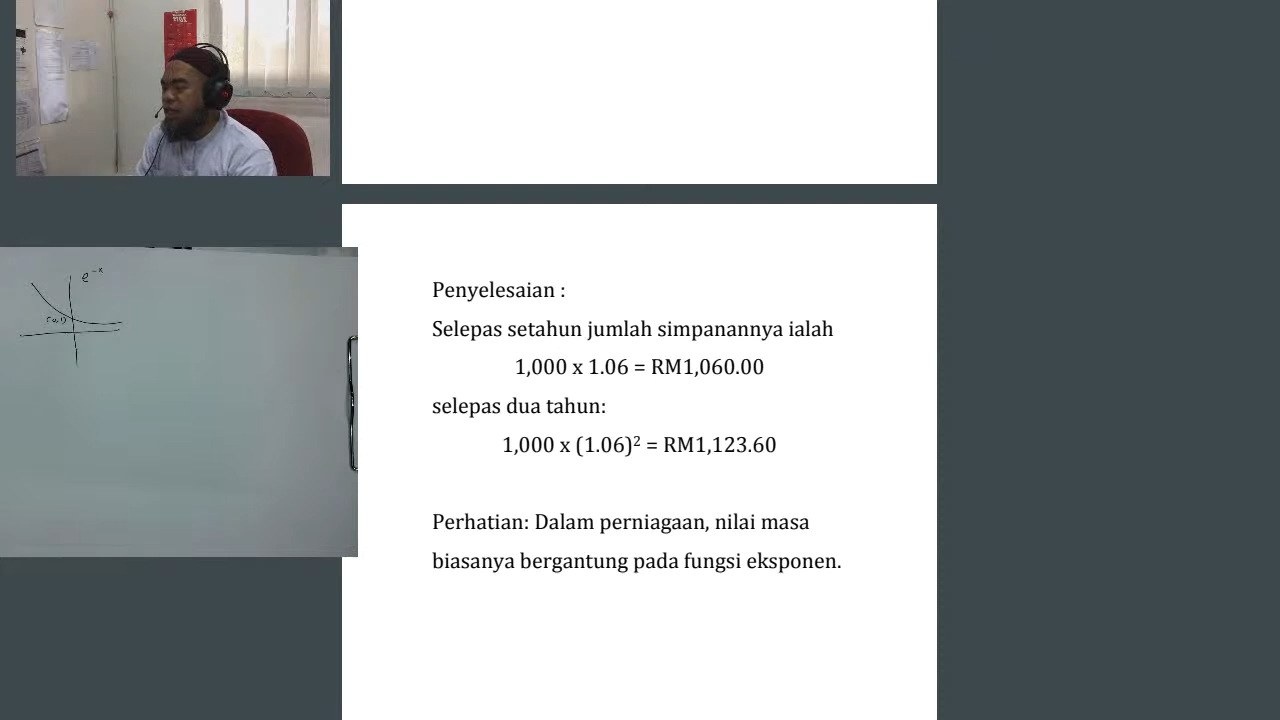 e⁻ˣ
Penyelesaian :
Selepas setahun jumlah simpanannya ialah
1,000 x 1.06 = RM1,060.00
selepas dua tahun:
1,000 x (1.06)² = RM1,123.60
Perhatian: Dalam perniagaan, nilai masa
biasanya bergantung pada fungsi eksponen.